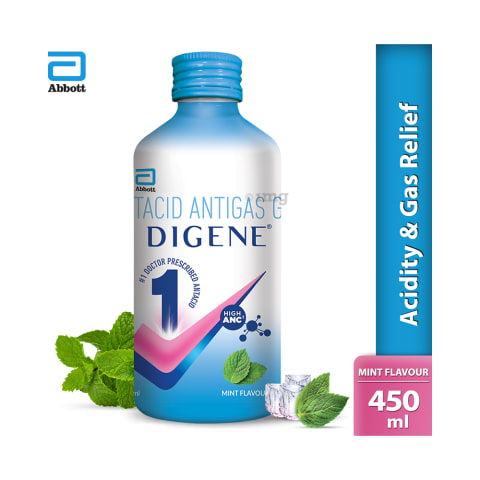 Abbott
Abbott
TACID ANTIGAS G
DIGENE®
#1 DOCTOR PRESCRIBED ANTACID
1
HIGH
ANC
MINT FLAVOUR
ml
Acidity & Gas Relief
MINT FLAVOUR
450
ml